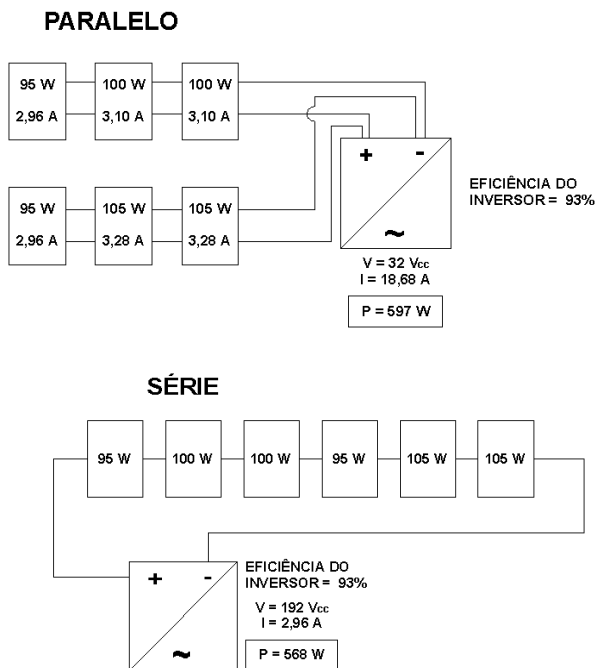 PARALELO
95 W 100 W 100 W
2,96 A 3,10 A 3,10 A
+ -
~
95 W 105 W 105 W
2,96 A 3,28 A 3,28 A
EFICIÊNCIA DO
INVERSOR = 93%
V = 32 Vcc
I = 18,68 A
P = 597 W
SÉRIE
95 W 100 W 100 W 95 W 105 W 105 W
+ -
~
EFICIÊNCIA DO
INVERSOR = 93%
V = 192 Vcc
I = 2,96 A
P = 568 W